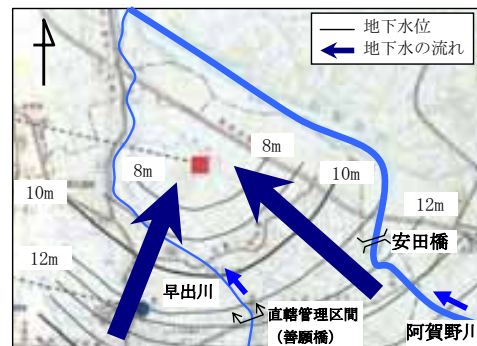 地下水位
地下水の流れ
8m
8m
10m
10m
12m
12m
安田橋
早出川
直轄管理区間
(善願橋)
阿賀野川